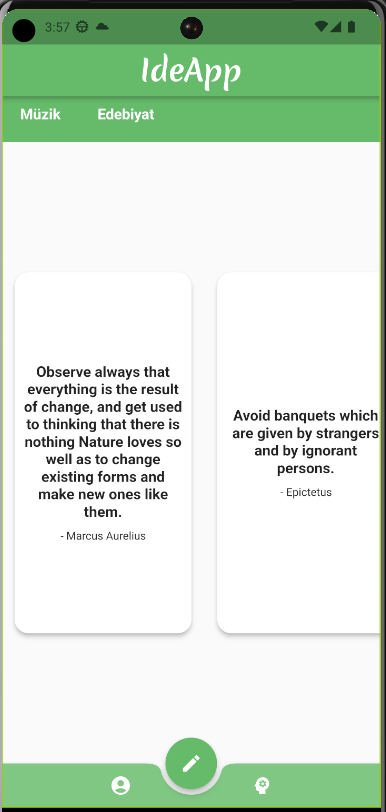 3:57
IdeApp
Müzik Edebiyat
Observe always that
everything is the result
of change, and get used
to thinking that there is
nothing Nature loves so
well as to change
existing forms and
make new ones like
them.
- Marcus Aurelius
Avoid banquets which
are given by strangers
and by ignorant
persons.
- Epictetus